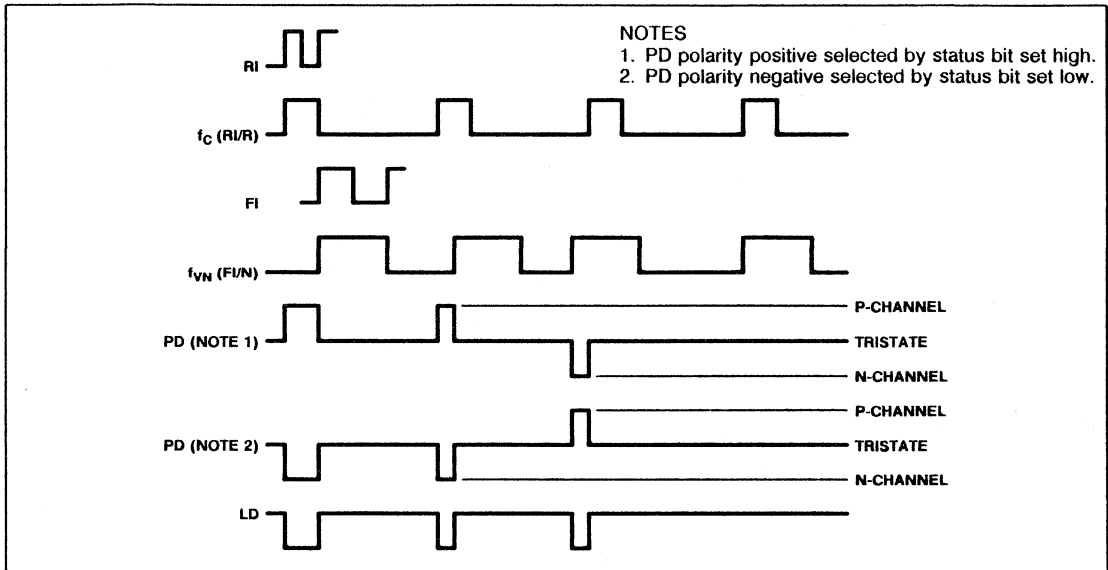 NOTES
1. PD polarity positive selected by status bit set high.
2. PD polarity negative selected by status bit set low.
RI
fC (RI/R)
FI
fVN (FI/N)
P-CHANNEL
PD (NOTE 1)
TRISTATE
N-CHANNEL
P-CHANNEL
PD (NOTE 2)
TRISTATE
N-CHANNEL
LD